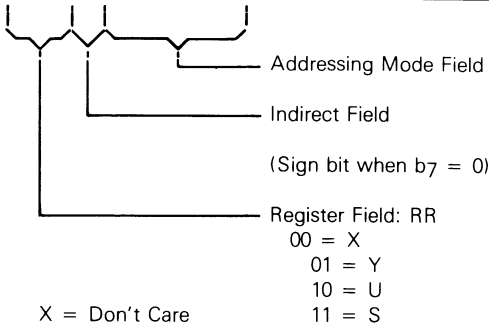 Addressing Mode Field
Indirect Field
(Sign bit when b7 = 0)
Register Field: RR
00 = X
01 = Y
10 = U
X = Don't Care
11 = S